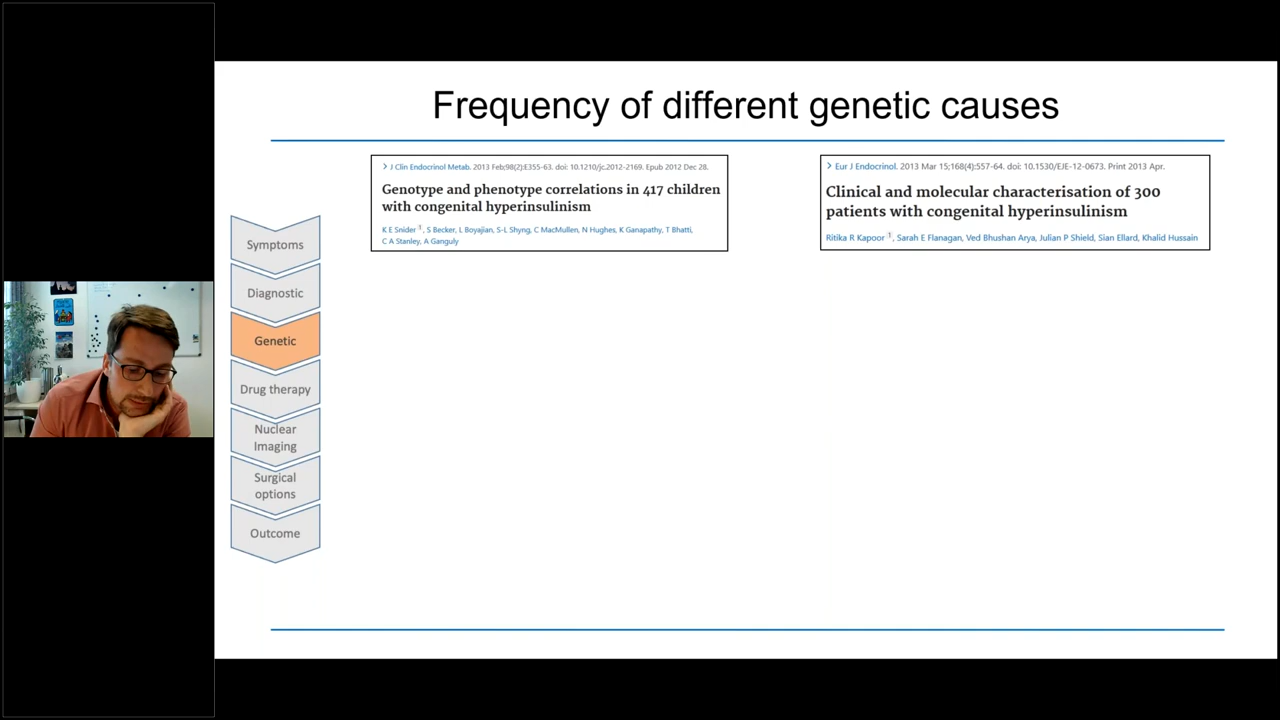 Frequency of different genetic causes
> J Clin Endocrinol Metab. 2013 Feb;98(2):E355-63. doi: 10.1210/jc.2012-2169. Epub 2012 Dec 28.
Genotype and phenotype correlations in 417 children
with congenital hyperinsulinism
K E Snider 1, S Becker, L Boyajian, S-L Shyng, C MacMullen, N Hughes, K Ganapathy, T Bhatti,
C A Stanley, A Ganguly
> Eur J Endocrinol. 2013 Mar 15;168(4):557-64. doi: 10.1530/EJE-12-0673. Print 2013 Apr.
Clinical and molecular characterisation of 300
patients with congenital hyperinsulinism
Ritika R Kapoor 1, Sarah E Flanagan, Ved Bhushan Arya, Julian P Shield, Sian Ellard, Khalid Hussain
Symptoms
Diagnostic
Genetic
Drug therapy
Nuclear
Imaging
Surgical
options
Outcome